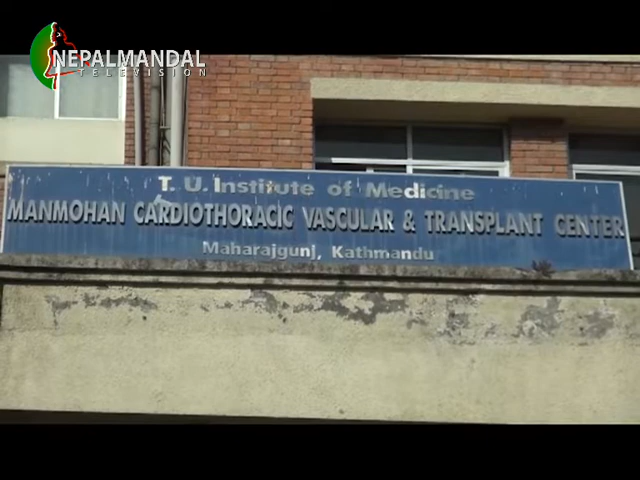 NEPALMANDAL
TELEVISION
T. U. Institute of Medicine
MANMOHAN CARDIOTHORACIC VASCULAR & TRANSPLANT CENTER
Maharajgunj, Kathmandu